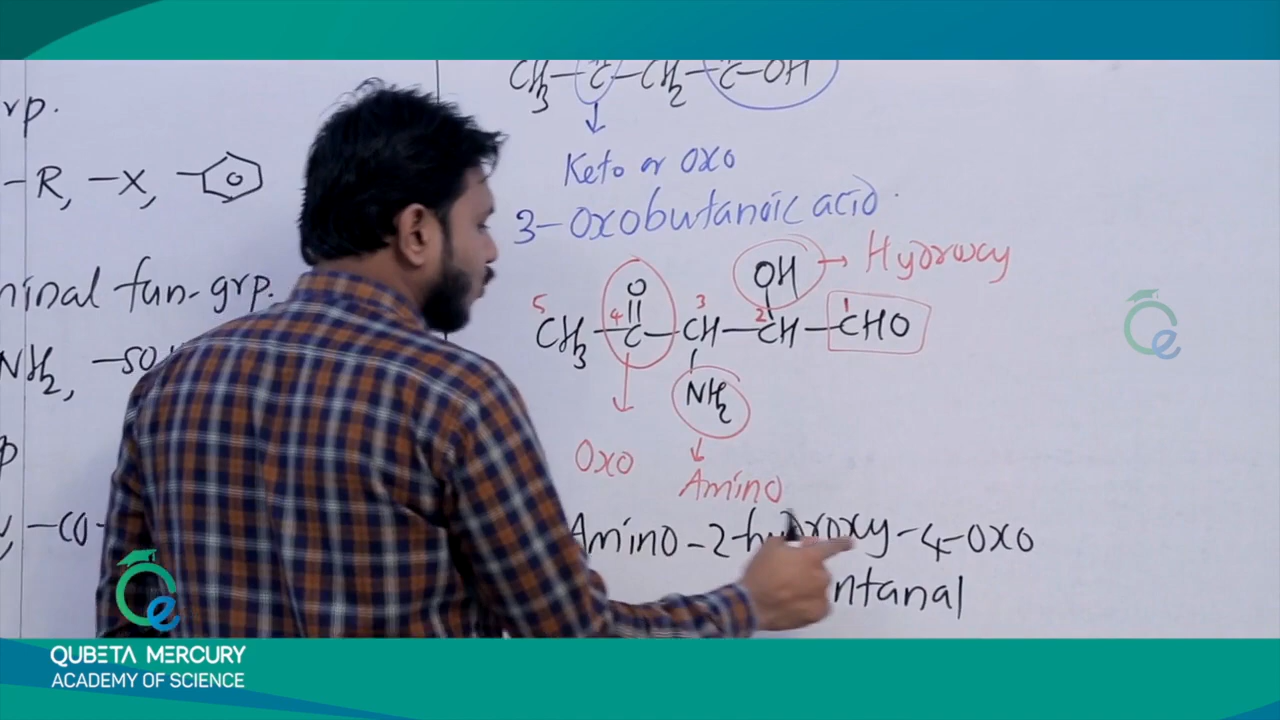 rp.
-R, -X,
minal fun-grp.
NH2, -SO
p
-CO-
CH3-C-CH2-C-OH
Keto or oxo
3-oxobutanoic acid.
OH → Hydroxy
O
5 4 3 2 1
CH3-C-CH-CH-CHO
NH2
Oxo
Amino
Amino-2-hydroxy-4-oxo
ntanal
QUBETA MERCURY
ACADEMY OF SCIENCE